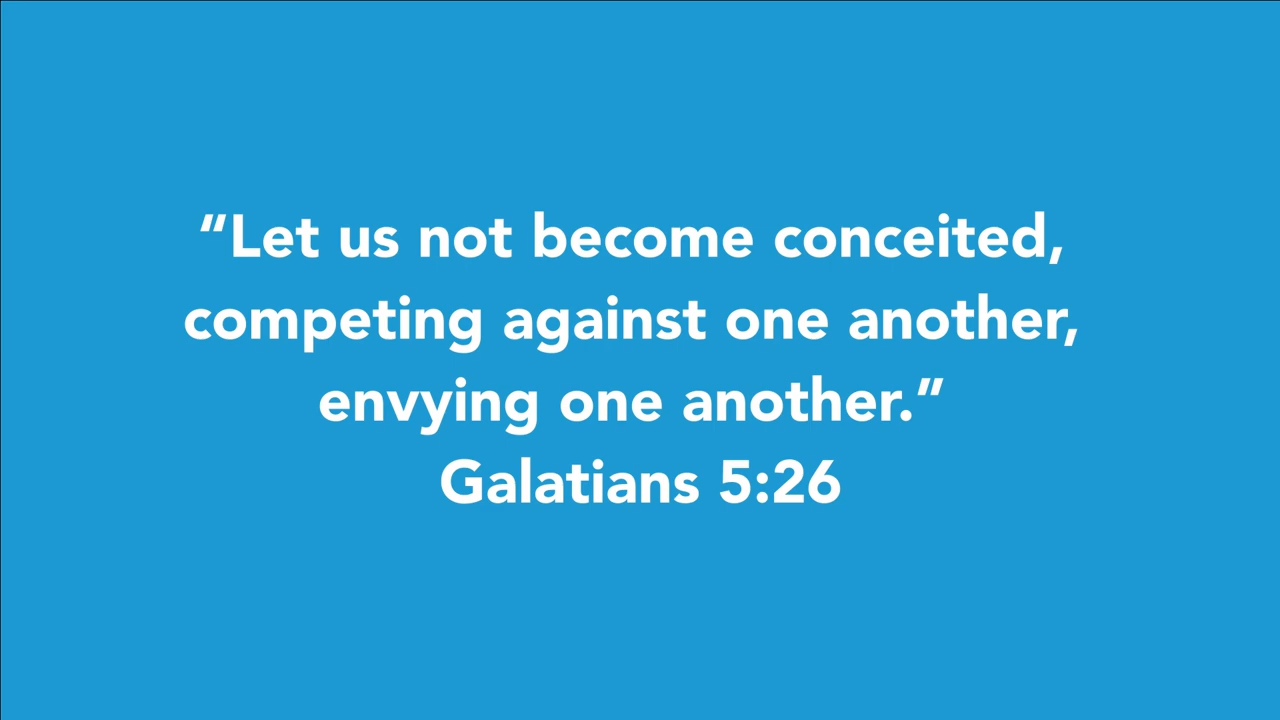 “Let us not become conceited,
competing against one another,
envying one another.”
Galatians 5:26